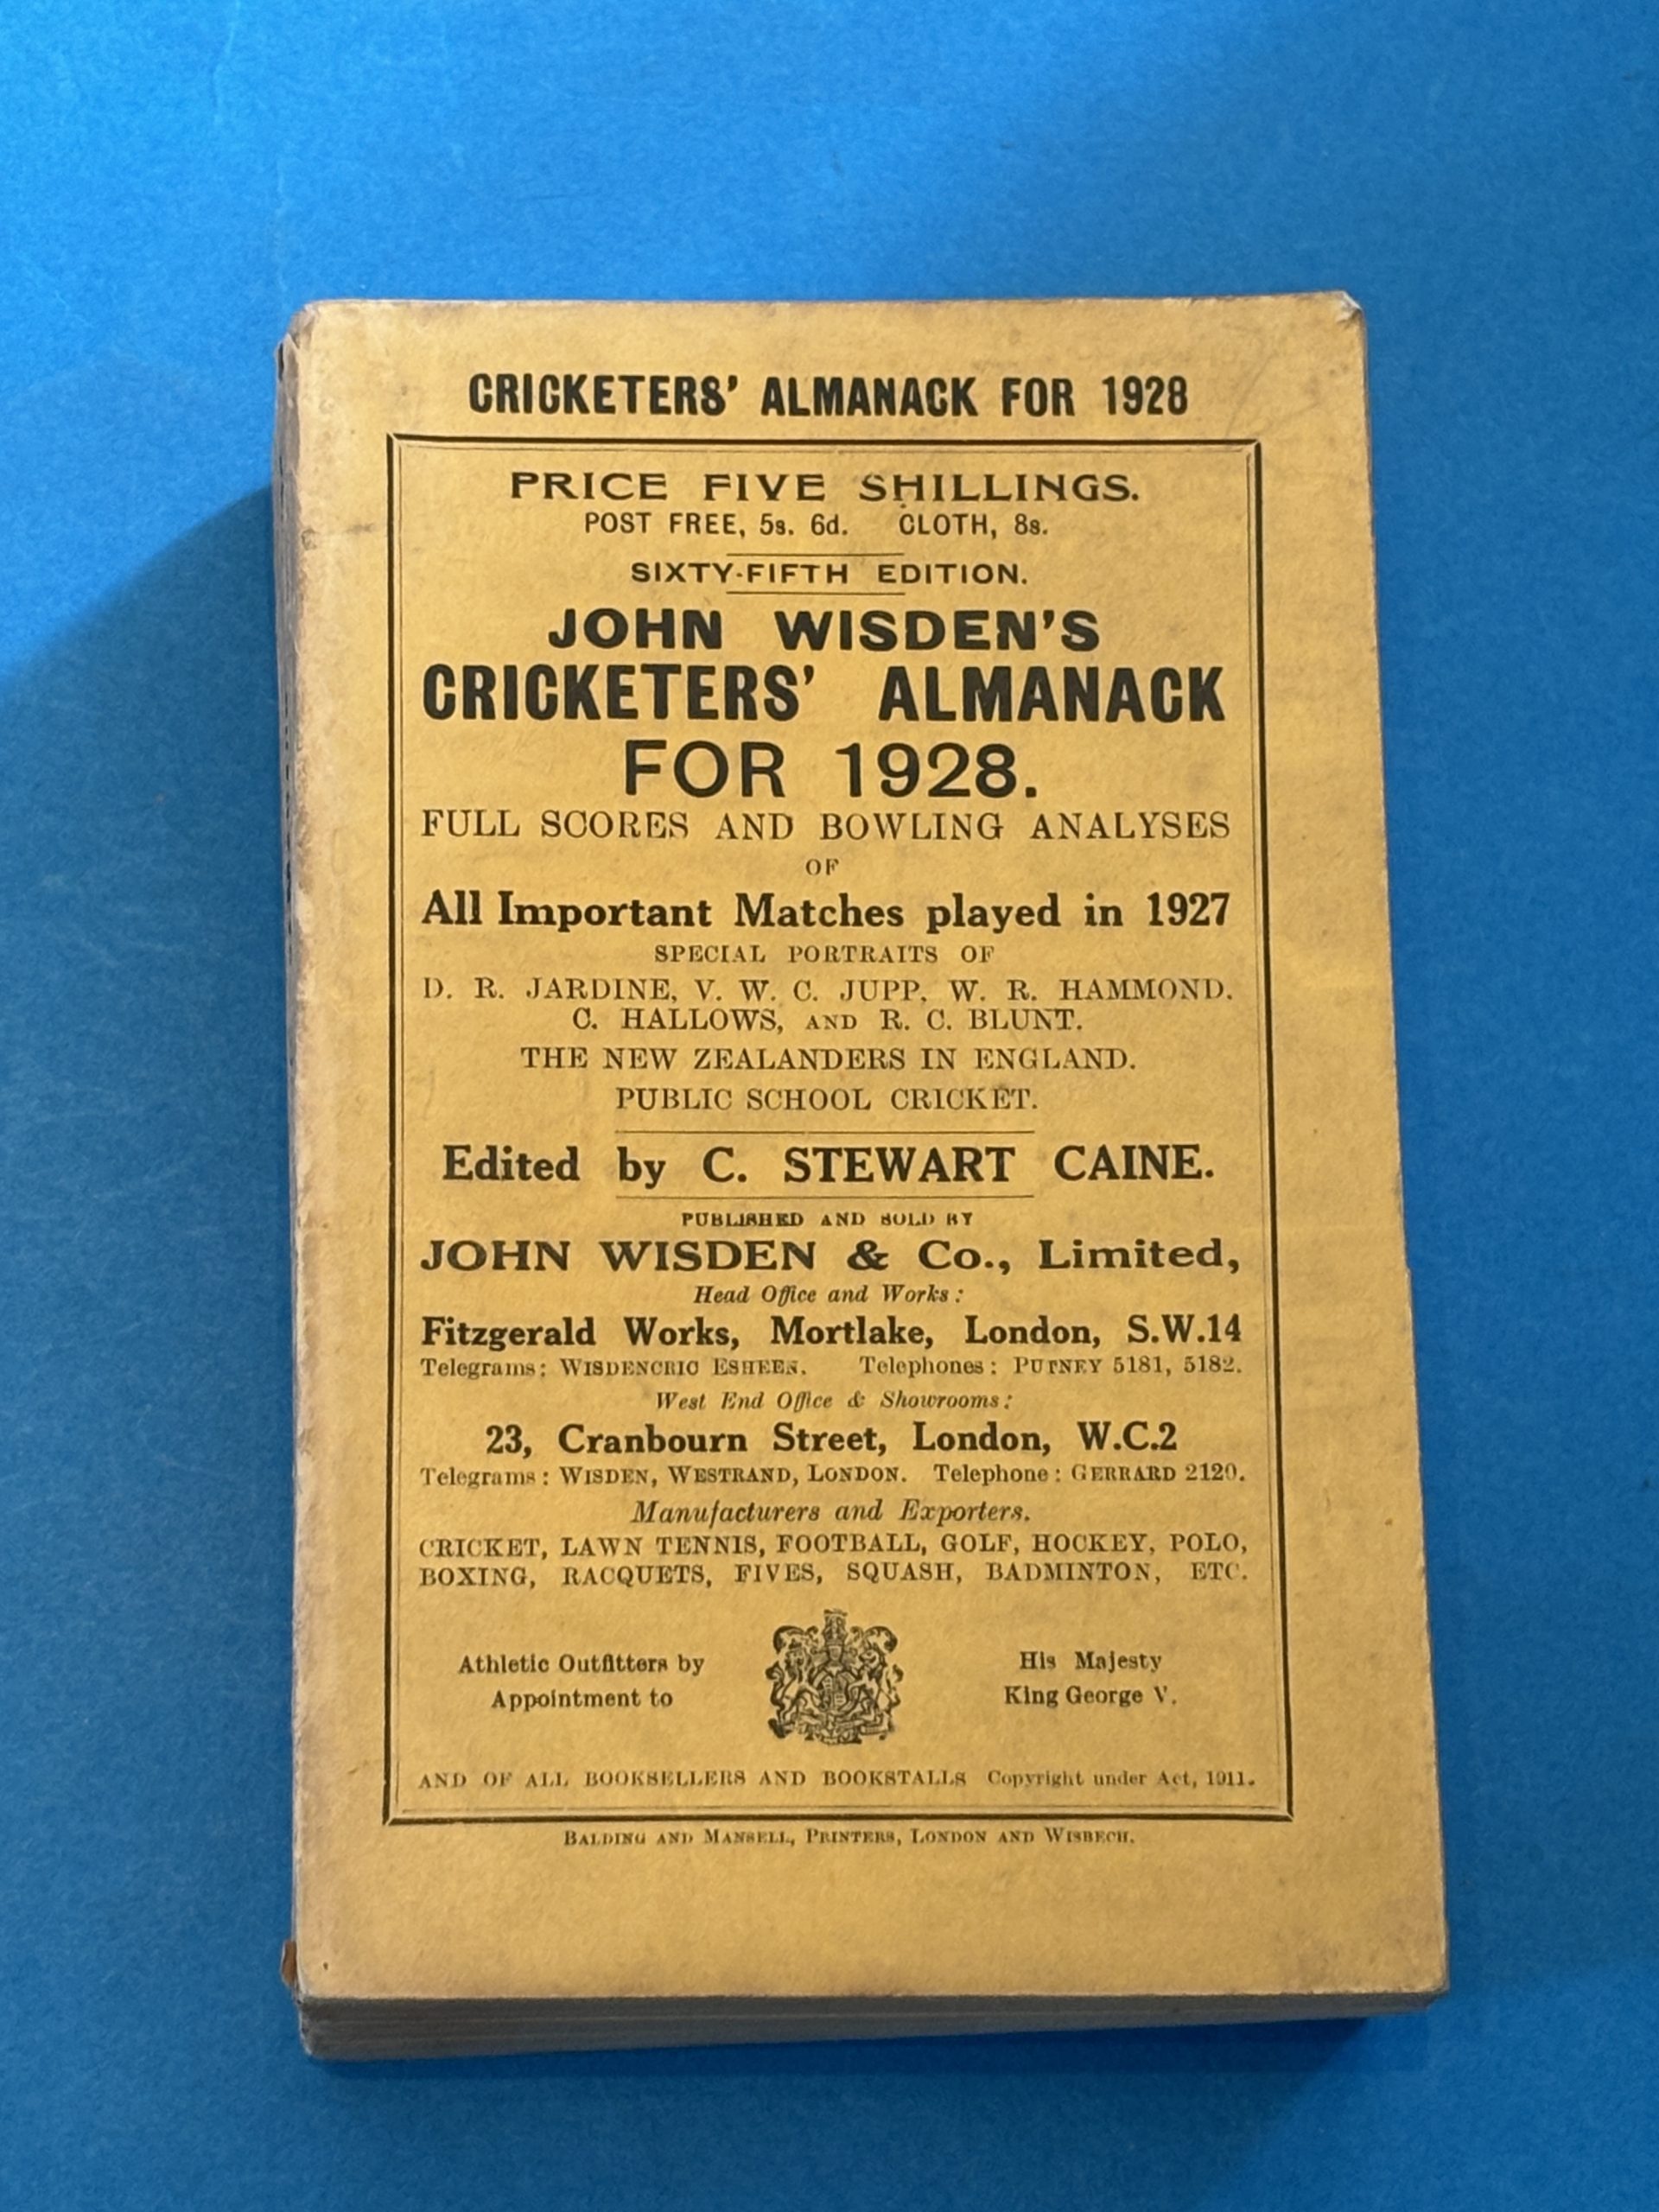 CRICKETERS' ALMANACK FOR 1928
PRICE FIVE SHILLINGS.
POST FREE, 5s. 6d. CLOTH, 8s.
SIXTY-FIFTH EDITION.
JOHN WISDEN'S
CRICKETERS' ALMANACK
FOR 1928.
FULL SCORES AND BOWLING ANALYSES
OF
All Important Matches played in 1927
SPECIAL PORTRAITS OF
D. R. JARDINE, V. W. C. JUPP, W. R. HAMMOND.
C. HALLOWS, AND R. C. BLUNT.
THE NEW ZEALANDERS IN ENGLAND.
PUBLIC SCHOOL CRICKET.
Edited by C. STEWART CAINE.
PUBLISHED AND SOLD BY
JOHN WISDEN & Co., Limited,
Head Office and Works:
Fitzgerald Works, Mortlake, London, S.W.14
Telegrams: WISDENCRIC ESHEEN. Telephones: PUTNEY 5181, 5182.
West End Office & Showrooms:
23, Cranbourn Street, London, W.C.2
Telegrams: WISDEN, WESTRAND, LONDON. Telephone: GERRARD 2120.
Manufacturers and Exporters.
CRICKET, LAWN TENNIS, FOOTBALL, GOLF, HOCKEY, POLO,
BOXING, RACQUETS, FIVES, SQUASH, BADMINTON, ETC.
Athletic Outfitters by His Majesty
Appointment to King George V.
AND OF ALL BOOKSELLERS AND BOOKSTALLS Copyright under Act, 1911.
BALDING AND MANSELL, PRINTERS, LONDON AND WISBECH.